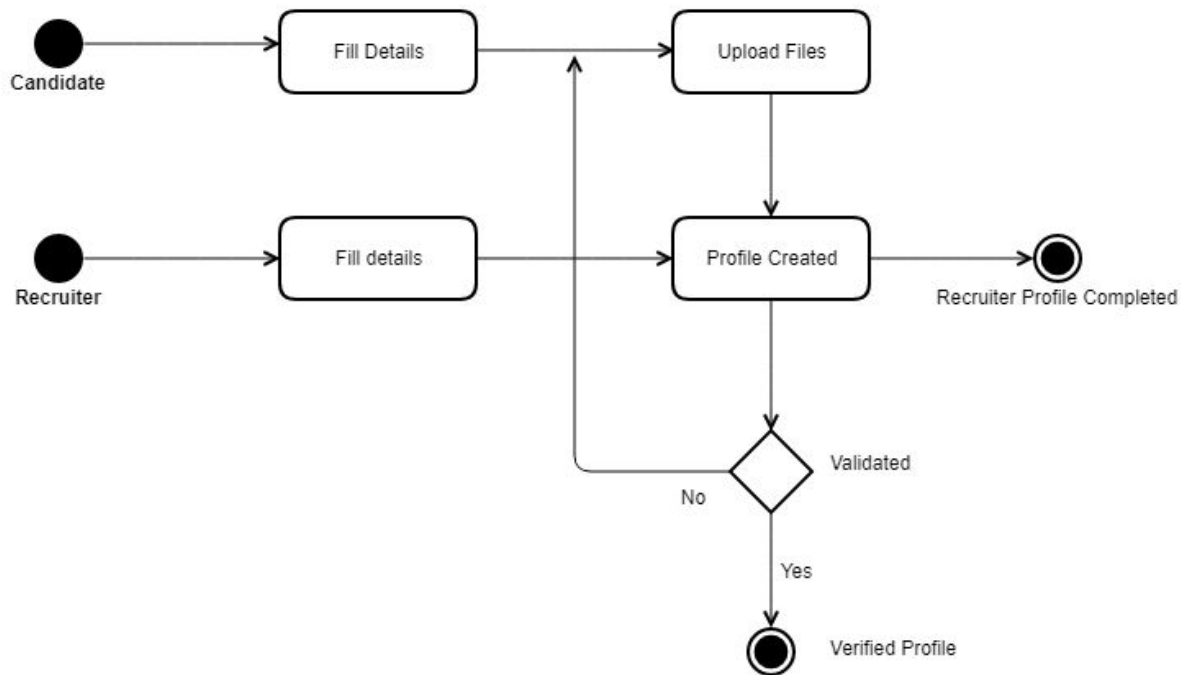 Fill Details
Upload Files
Candidate
Fill details
Profile Created
Recruiter
Recruiter Profile Completed
Validated
No
Yes
Verified Profile